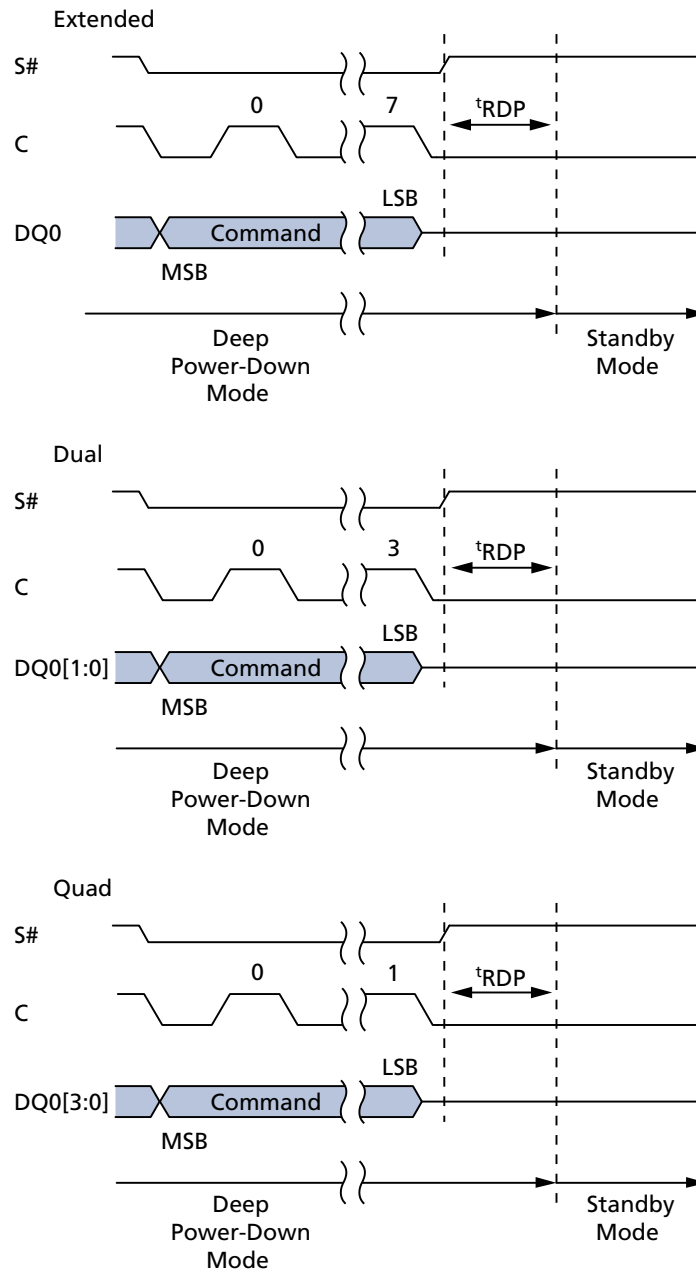 Extended
S#
0 7
tRDP
C
LSB
DQ0
Command
MSB
Deep
Power-Down
Mode
Standby
Mode
Dual
S#
0 3
tRDP
C
LSB
DQ0[1:0]
Command
MSB
Deep
Power-Down
Mode
Standby
Mode
Quad
S#
0 1
tRDP
C
LSB
DQ0[3:0]
Command
MSB
Deep
Power-Down
Mode
Standby
Mode